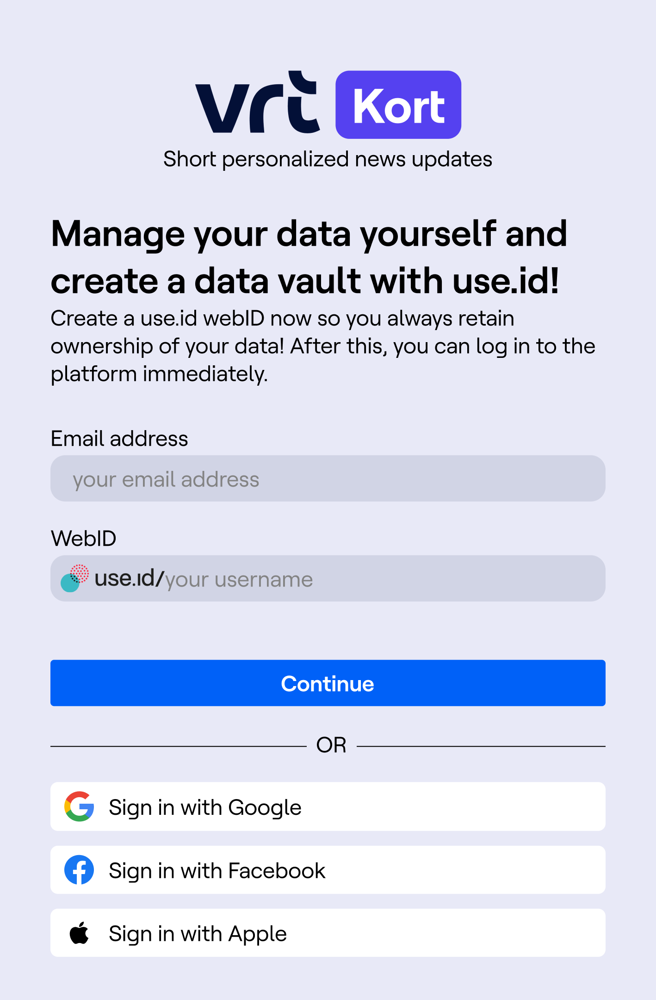 vrt Kort
Short personalized news updates
Manage your data yourself and
create a data vault with use.id!
Create a use.id webID now so you always retain
ownership of your data! After this, you can log in to the
platform immediately.
Email address
your email address
WebID
use.id/your username
Continue
OR
Sign in with Google
Sign in with Facebook
Sign in with Apple